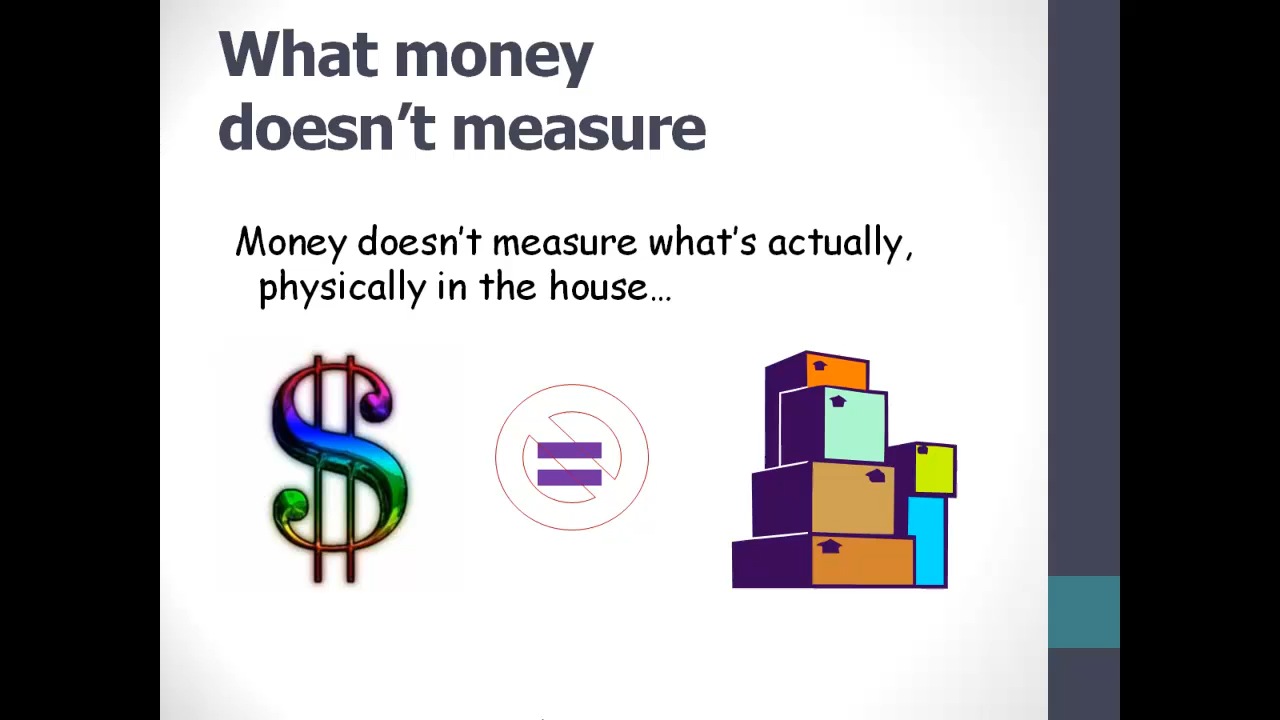 What money
doesn’t measure
Money doesn’t measure what’s actually,
physically in the house…
$
=